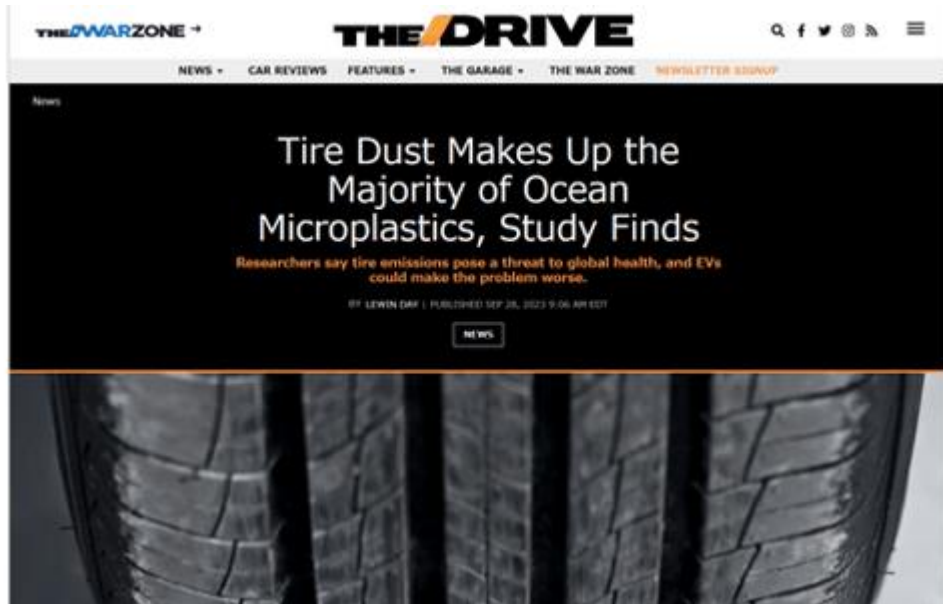 THE WARZONE →
THE DRIVE
NEWS CAR REVIEWS FEATURES THE GARAGE THE WAR ZONE NEWSLETTER SIGNUP
News
Tire Dust Makes Up the
Majority of Ocean
Microplastics, Study Finds
Researchers say tire emissions pose a threat to global health, and EVs
could make the problem worse.
BY LEWIN DAY | PUBLISHED SEP 28, 2023 9:06 AM EDT
NEWS